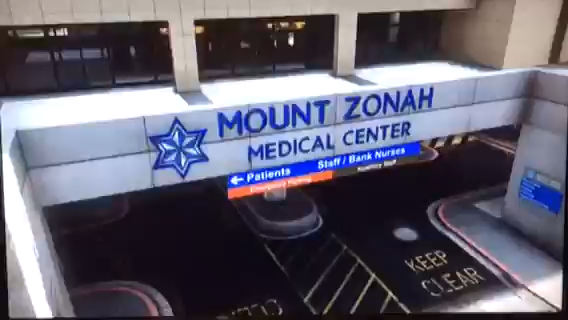 MOUNT ZONAH
MEDICAL CENTER
← Patients Staff / Bank Nurses
KEEP
CLEAR